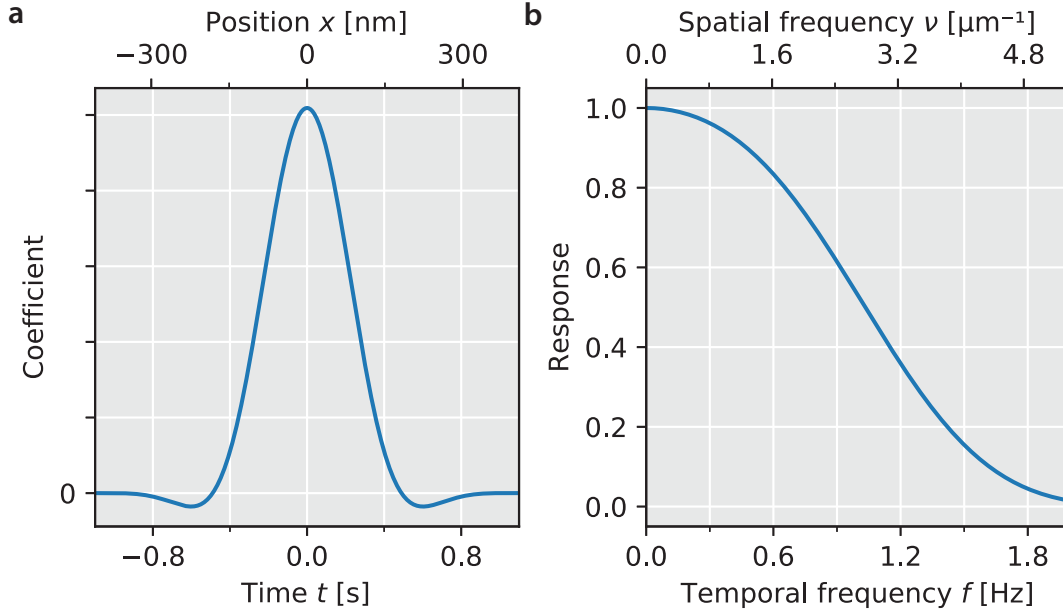 a
Position x [nm]
−300 0 300
Coefficient
0
−0.8 0.0 0.8
Time t [s]
b
Spatial frequency ν [μm⁻¹]
0.0 1.6 3.2 4.8
Response
1.0
0.8
0.6
0.4
0.2
0.0
0.0 0.6 1.2 1.8
Temporal frequency f [Hz]